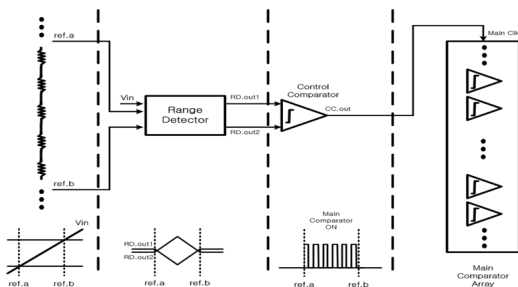 ref.a
Main Clk
Vin
RD.out1
Control
Comparator
CC.out
Range
Detector
RD.out2
ref.b
Vin
RD.out1
RD.out2
Main
Comparator
ON
ref.a
ref.b
ref.a
ref.b
ref.a
ref.b
Main
Comparator
Array